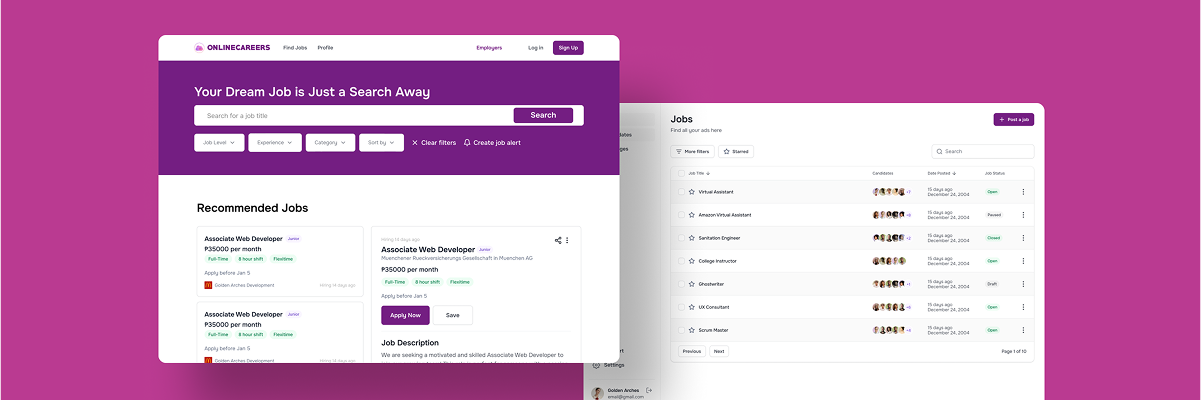 ONLINECAREERS Find Jobs Profile Employers Log in Sign Up
Your Dream Job is Just a Search Away
Search for a job title Search
Job Level Experience Category Sort by Clear filters Create job alert
Recommended Jobs
Associate Web Developer Junior
₱35000 per month
Full-Time 8 hour shift Flexitime
Apply before Jan 5
Golden Arches Development Hiring 14 days ago
Associate Web Developer Junior
₱35000 per month
Full-Time 8 hour shift Flexitime
Apply before Jan 5
Golden Arches Development Hiring 14 days ago
Hiring 14 days ago
Associate Web Developer Junior
Muenchener Rueckversicherungs Gesellschaft in Muenchen AG
₱35000 per month
Full-Time 8 hour shift Flexitime
Apply before Jan 5
Apply Now Save
Job Description
We are seeking a motivated and skilled Associate Web Developer to
Jobs
Find all your ads here
Post a job
More filters Starred Search
Job Title Candidates Date Posted Job Status
Virtual Assistant +7 15 days ago Open
December 24, 2004
Amazon Virtual Assistant 15 days ago Paused
December 24, 2004
Sanitation Engineer 15 days ago Closed
December 24, 2004
College Instructor 15 days ago Open
December 24, 2004
Ghostwriter 15 days ago Draft
December 24, 2004
UX Consultant 15 days ago Open
December 24, 2004
Scrum Master 15 days ago Open
December 24, 2004
Previous Next Page 1 of 10
Settings
Golden Arches
email@gmail.com